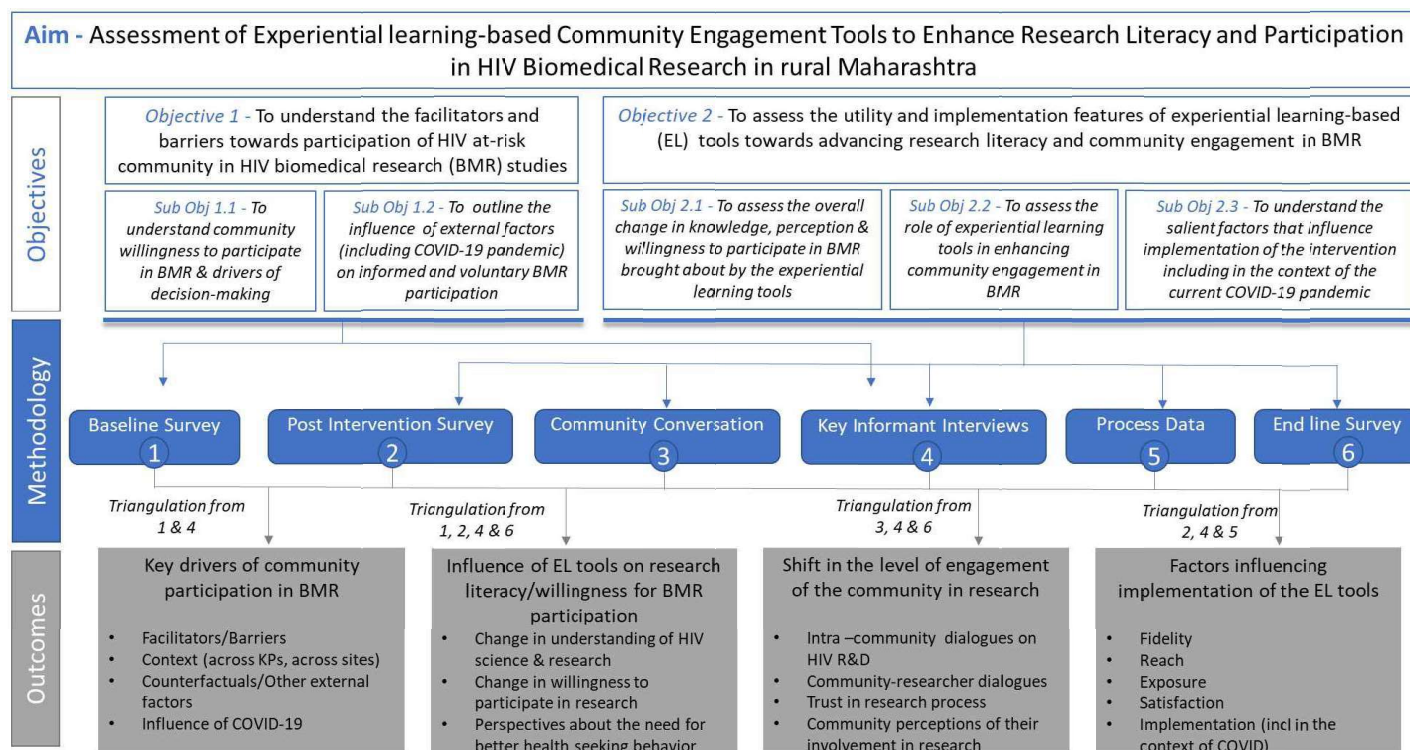 Aim - Assessment of Experiential learning-based Community Engagement Tools to Enhance Research Literacy and Participation
in HIV Biomedical Research in rural Maharashtra
Objectives
Objective 1 - To understand the facilitators and
barriers towards participation of HIV at-risk
community in HIV biomedical research (BMR) studies
Objective 2 - To assess the utility and implementation features of experiential learning-based
(EL) tools towards advancing research literacy and community engagement in BMR
Sub Obj 1.1 - To
understand community
willingness to participate
in BMR & drivers of
decision-making
Sub Obj 1.2 - To outline the
influence of external factors
(including COVID-19 pandemic)
on informed and voluntary BMR
participation
Sub Obj 2.1 - To assess the overall
change in knowledge, perception &
willingness to participate in BMR
brought about by the experiential
learning tools
Sub Obj 2.2 - To assess the
role of experiential learning
tools in enhancing
community engagement in
BMR
Sub Obj 2.3 - To understand the
salient factors that influence
implementation of the intervention
including in the context of the
current COVID-19 pandemic
Methodology
Baseline Survey
1
Post Intervention Survey
2
Community Conversation
3
Key Informant Interviews
4
Process Data
5
End line Survey
6
Triangulation from
1 & 4
Tricngulation from
1, 2, 4 & 6
Triangulation from
3, 4 & 6
Triangulation from
2, 4 & 5
Outcomes
Key drivers of community
participation in BMR
• Facilitators/Barriers
• Context (across KPs, across sites)
• Counterfactuals/Other external
factors
• Influence of COVID-19
Influence of EL tools on research
literacy/willingness for BMR
participation
• Change in understanding of HIV
science & research
• Change in willingness to
participate in research
• Perspectives about the need for
better health seeking behavior
Shift in the level of engagement
of the community in research
• Intra –community dialogues on
HIV R&D
• Community-researcher dialogues
• Trust in research process
• Community perceptions of their
involvement in research
Factors influencing
implementation of the EL tools
• Fidelity
• Reach
• Exposure
• Satisfaction
• Implementation (incl in the
context of COVID)